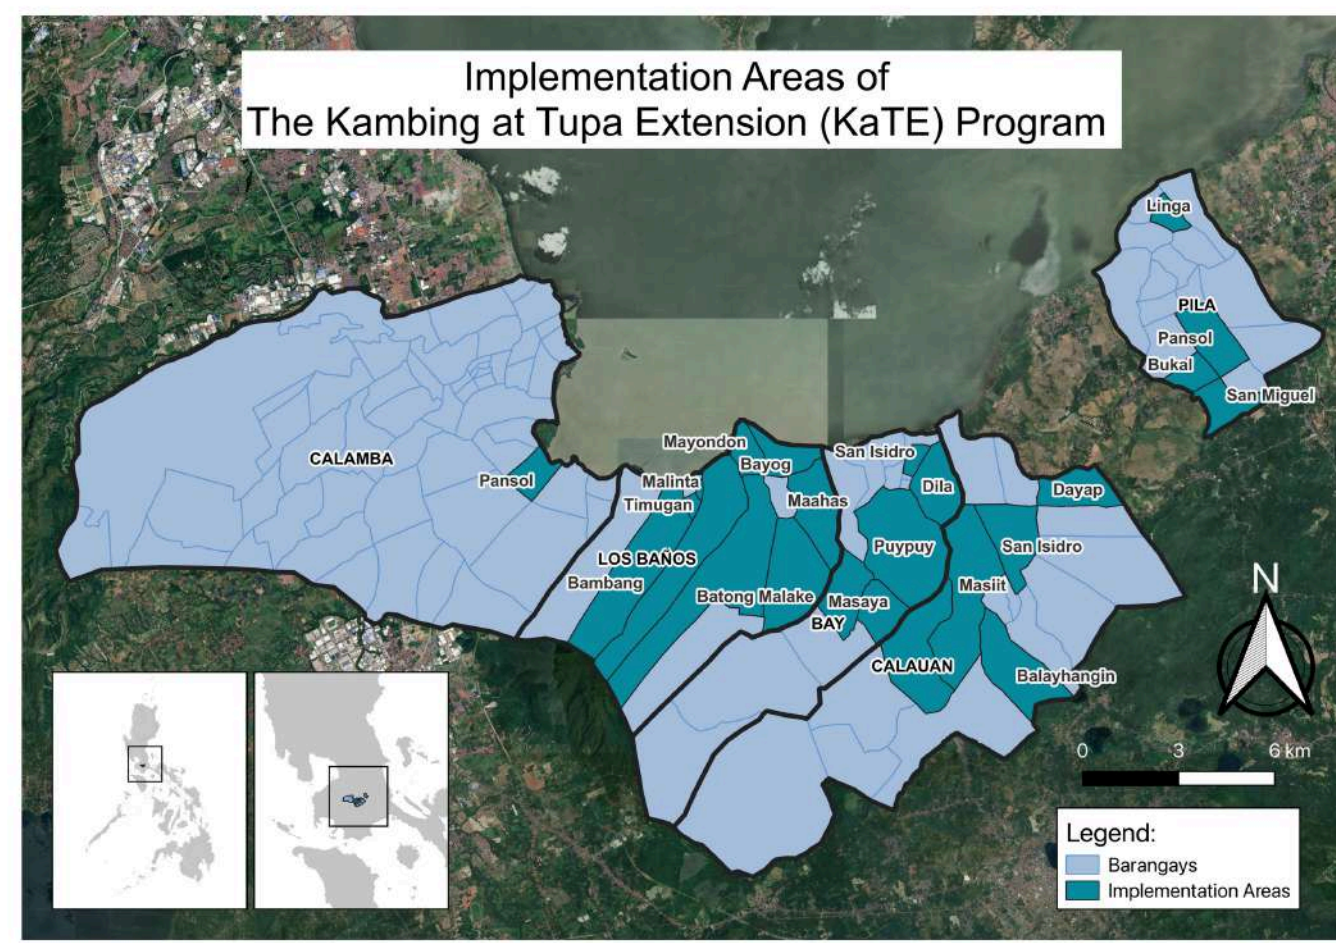 Implementation Areas of
The Kambing at Tupa Extension (KaTE) Program
Linga
PILA
Pansol
Bukal
San Miguel
CALAMBA
Pansol
Mayondon
San Isidro
Bayog
Malinta
Maahas
Dila
Dayap
Timugan
Puypuy
San Isidro
LOS BAÑOS
Bambang
Batong Malake
Masaya
Masiit
BAY
CALAUAN
Balayhangin
N
0 3 6 km
Legend:
Barangays
Implementation Areas